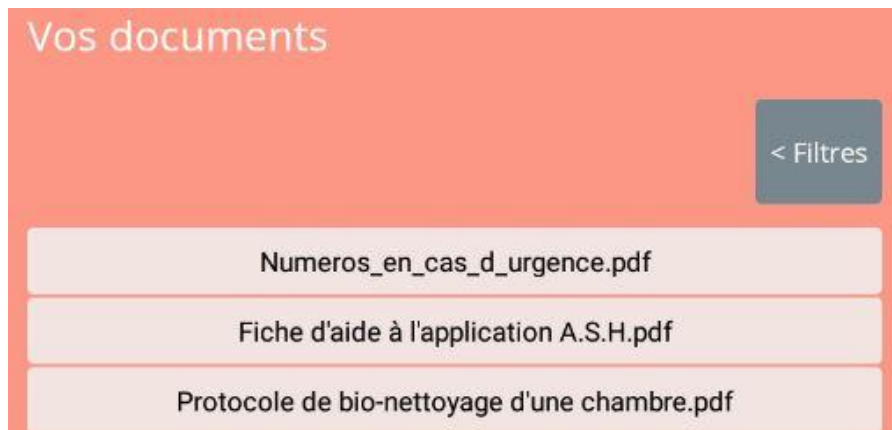 Vos documents
< Filtres
Numeros_en_cas_d_urgence.pdf
Fiche d'aide à l'application A.S.H.pdf
Protocole de bio-nettoyage d'une chambre.pdf